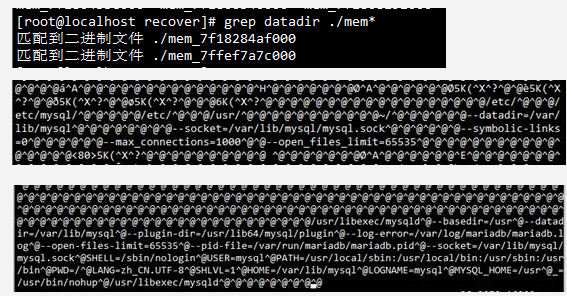 [root@localhost recover]# grep datadir ./mem*
匹配到二进制文件 ./mem_7f18284af000
匹配到二进制文件 ./mem_7ffef7a7c000
@^@^@^@á^A^@^@^@^@^@^@^@^@^@^@^@^@^@^@^@^H^@^@^@^@^@^@^@Ø^A^@^@^@^@^@^@Ø5K(^X^?^@^@è5K(^X
^?^@^@ð5K(^X^?^@^@^@6K(^X^?^@^@^@^@^@^@^@^@^@^@^@^@^@^@^@^@^@^@^@/etc/^@^@^@/
etc/mysql/^@^@^@^@^@/etc/^@^@^@/usr/^@^@^@^@^@^@^@^@^@~/^@^@^@^@^@^@--datadir=/var/
lib/mysql^@^@^@^@^@^@^@^@--socket=/var/lib/mysql/mysql.sock^@^@^@^@^@^@--symbolic-links
=0^@^@^@^@^@^@^@--max_connections=1000^@^@--open_files_limit=65535^@^@^@^@^@^@^@^@^@
^@^@^@^@^@<80>5K(^X^?^@^@^@^@^@^@^@ ^@^@^@^@^@^@Ø^A^@^@^@^@^@^@E^@^@^@^@^@^@^@
^@^@^@^@^@^@^@^@^@^@^@^@^@^@^@^@^@^@^@/usr/libexec/mysqld^@--basedir=/usr^@--datad
ir=/var/lib/mysql^@--plugin-dir=/usr/lib64/mysql/plugin^@--log-error=/var/log/mariadb/mariadb.l
og^@--open-files-limit=65535^@--pid-file=/var/run/mariadb/mariadb.pid^@--socket=/var/lib/mysql/
mysql.sock^@SHELL=/sbin/nologin^@USER=mysql^@PATH=/usr/local/sbin:/usr/local/bin:/usr/sbin:/usr
/bin^@PWD=/^@LANG=zh_CN.UTF-8^@SHLVL=1^@HOME=/var/lib/mysql^@LOGNAME=mysql^@MYSQL_HOME=/usr^@_=
/usr/bin/nohup^@/usr/libexec/mysqld^@^@^@^@^@^@^@^@